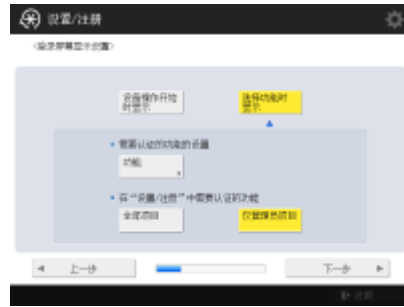 设置/注册
<登录屏幕显示设置>
设备操作开始
时显示
选择功能时
显示
需要认证的功能的设置
功能
在“设置/注册”中需要认证的功能
全部项目
仅管理员项目
上一步
下一步
注销